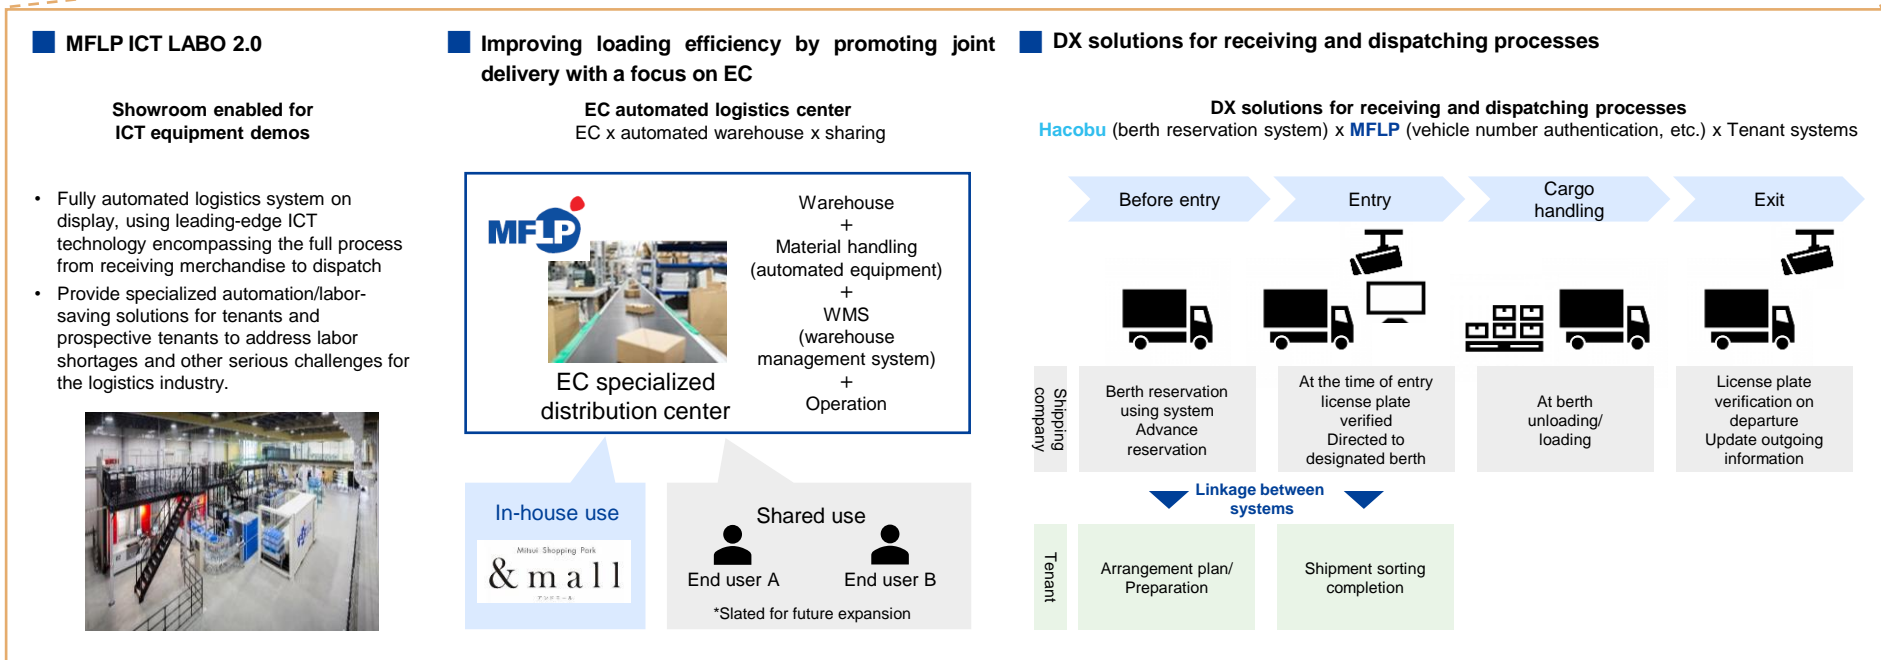 MFLP ICT LABO 2.0
Showroom enabled for
ICT equipment demos
• Fully automated logistics system on
display, using leading-edge ICT
technology encompassing the full process
from receiving merchandise to dispatch
• Provide specialized automation/labor-
saving solutions for tenants and
prospective tenants to address labor
shortages and other serious challenges for
the logistics industry.
Improving loading efficiency by promoting joint
delivery with a focus on EC
EC automated logistics center
EC x automated warehouse x sharing
MFLP
EC specialized
distribution center
Warehouse
+
Material handling
(automated equipment)
+
WMS
(warehouse
management system)
+
Operation
In-house use
Mitsui Shopping Park
& mall
アンドモール
Shared use
End user A
End user B
*Slated for future expansion
DX solutions for receiving and dispatching processes
DX solutions for receiving and dispatching processes
Hacobu (berth reservation system) x MFLP (vehicle number authentication, etc.) x Tenant systems
Before entry
Entry
Cargo
handling
Exit
Shipiping
company
Berth reservation
using system
Advance
reservation
At the time of entry
license plate
verified
Directed to
designated berth
At berth
unloading/
loading
License plate
verification on
departure
Update outgoing
information
Linkage between
systems
Tenant
Arrangement plan/
Preparation
Shipment sorting
completion